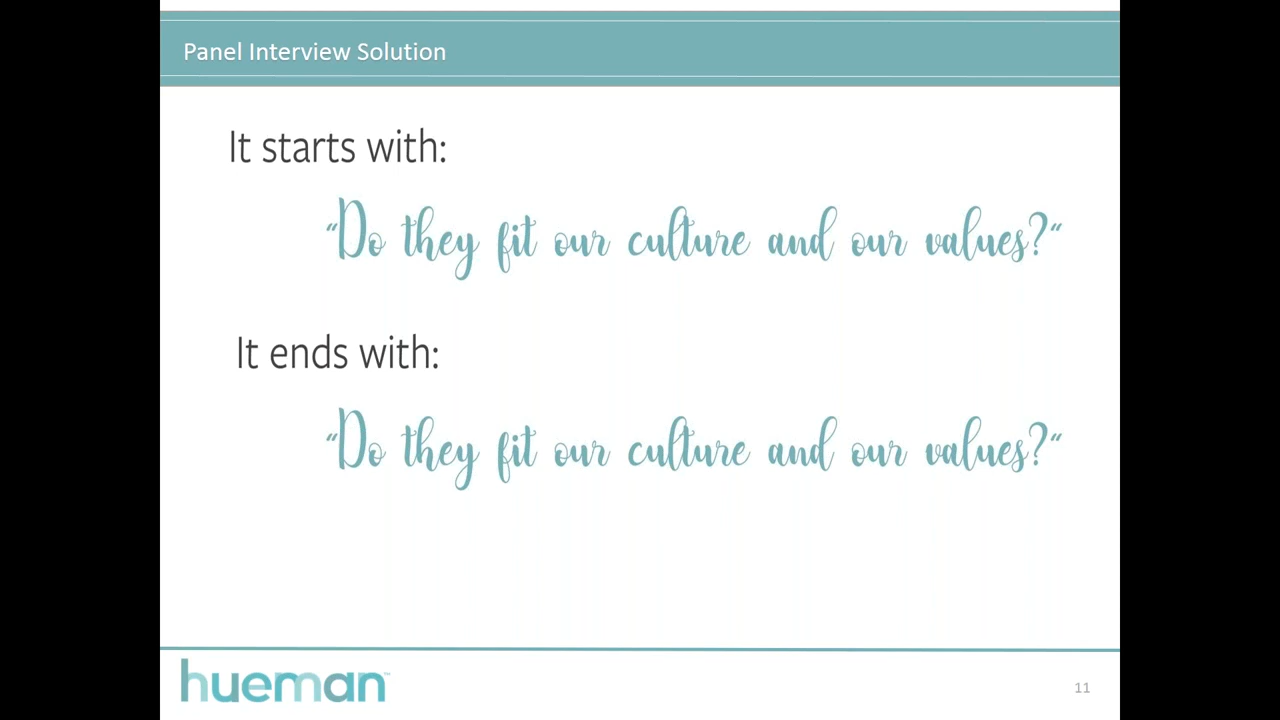 Panel Interview Solution
It starts with:
“Do they fit our culture and our values?“
It ends with:
“Do they fit our culture and our values?“
hueman™
11